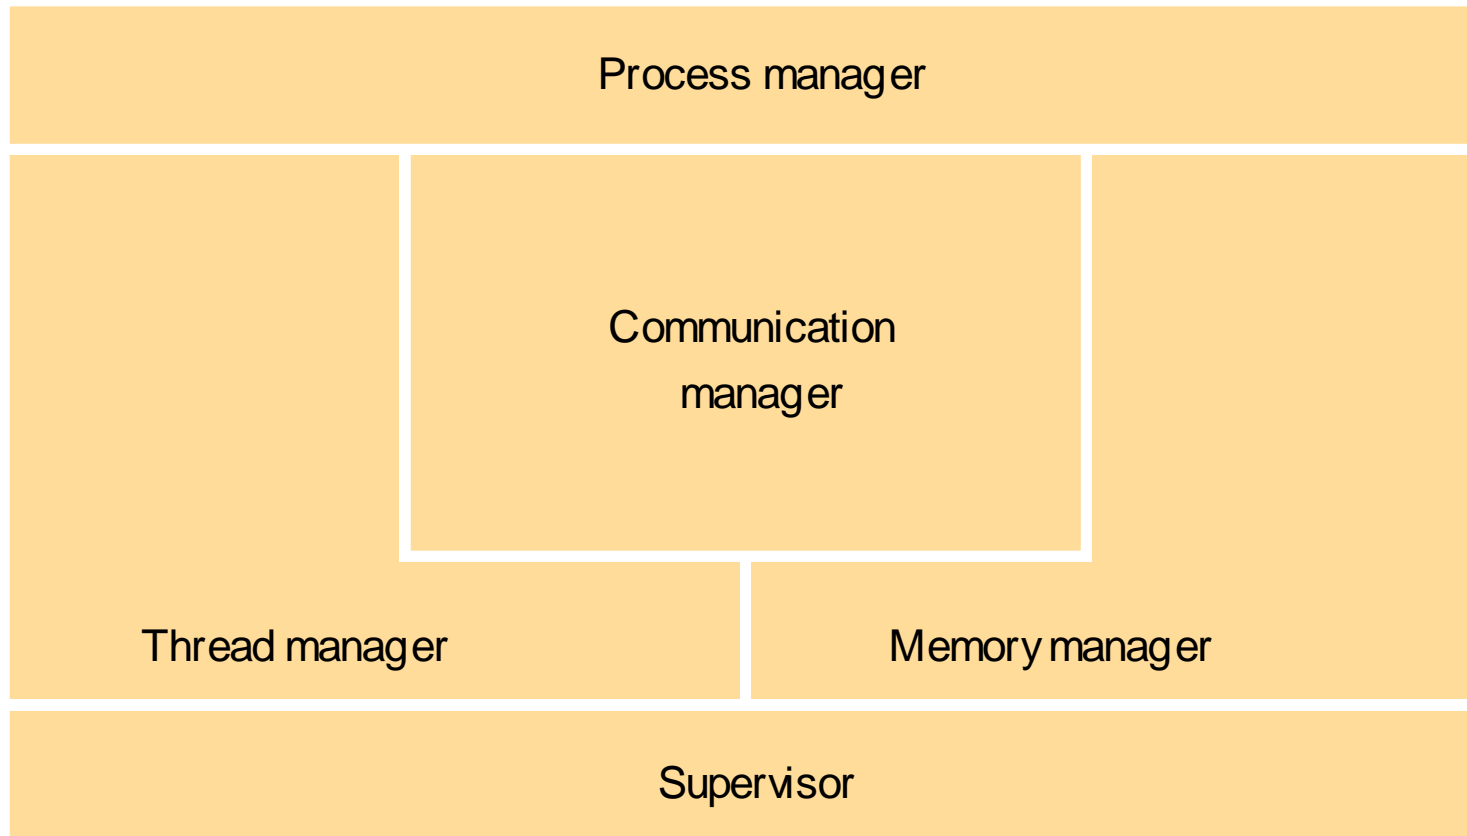 Process manager
Communication
manager
Thread manager
Memory manager
Supervisor